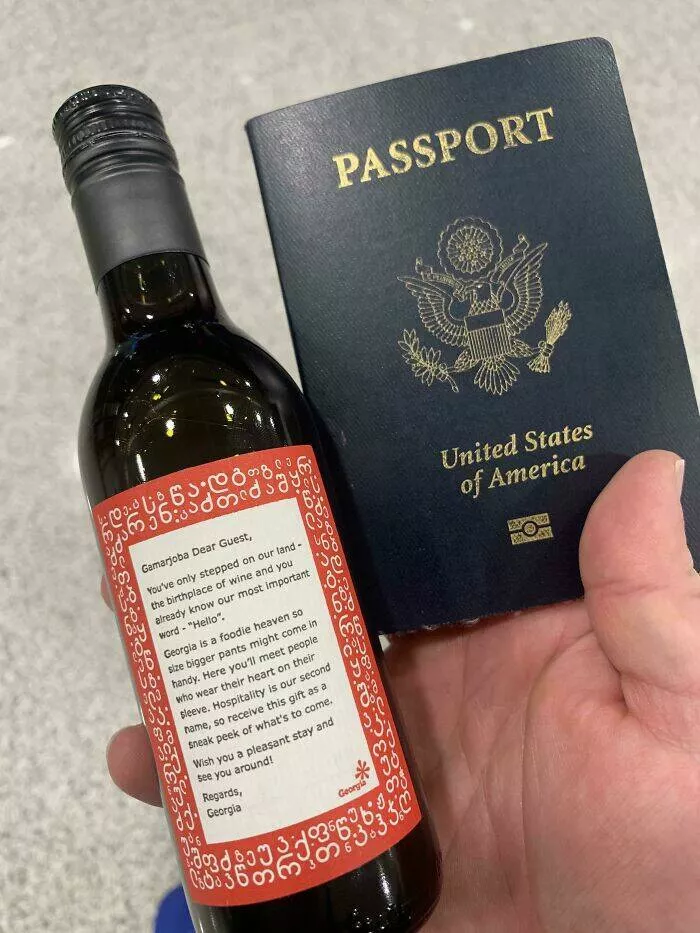 PASSPORT
United States
of America
Gamarjoba Dear Guest,
You've only stepped on our land -
the birthplace of wine and you
already know our most important
word - "Hello".
Georgia is a foodie heaven so
size bigger pants might come in
handy. Here you'll meet people
who wear their heart on their
sleeve. Hospitality is our second
name, so receive this gift as a
sneak peek of what's to come.
Wish you a pleasant stay and
see you around!
Regards,
Georgia
Georgia